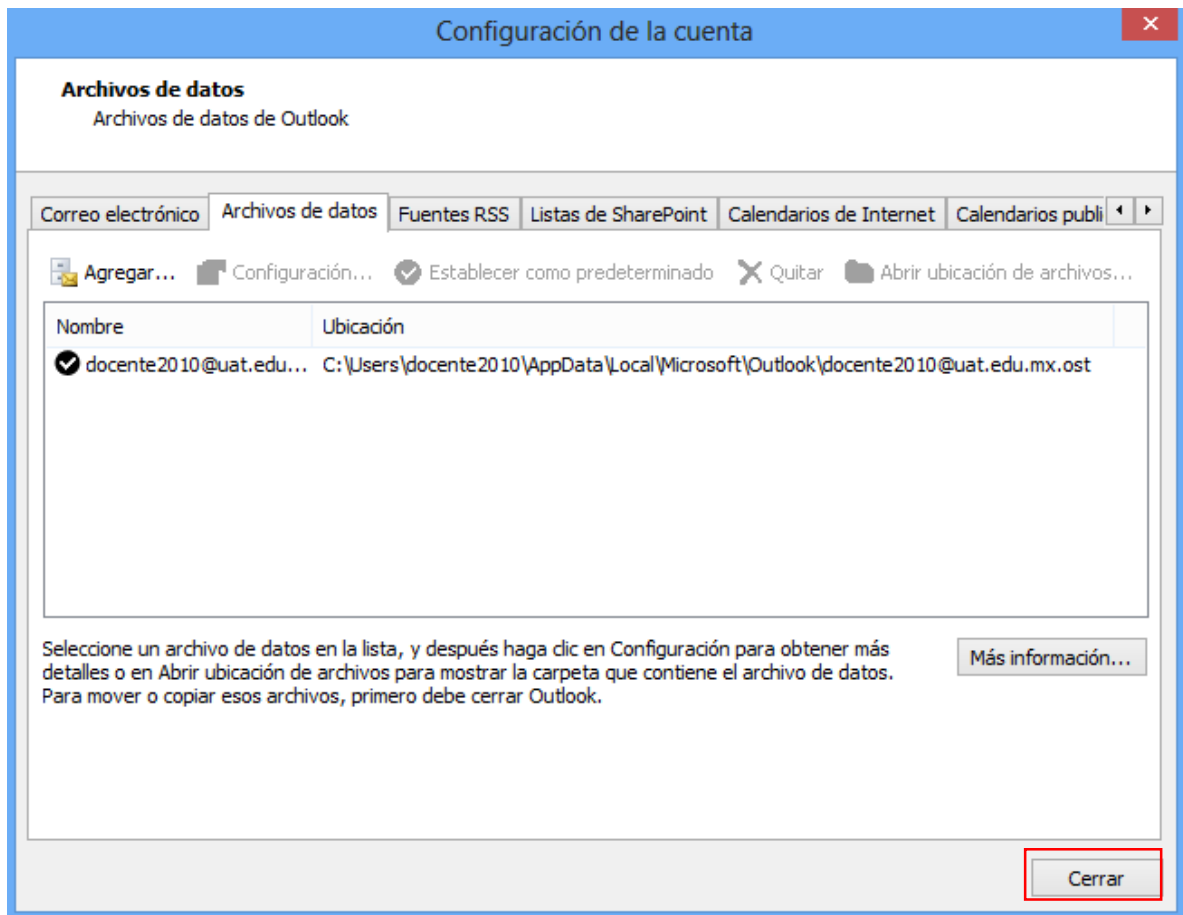 Configuración de la cuenta
Archivos de datos
Archivos de datos de Outlook
Correo electrónico Archivos de datos Fuentes RSS Listas de SharePoint Calendarios de Internet Calendarios publi
Agregar... Configuración... Establecer como predeterminado Quitar Abrir ubicación de archivos...
Nombre Ubicación
docente2010@uat.edu... C:\Users\docente2010\AppData\Local\Microsoft\Outlook\docente2010@uat.edu.mx.ost
Seleccione un archivo de datos en la lista, y después haga clic en Configuración para obtener más
detalles o en Abrir ubicación de archivos para mostrar la carpeta que contiene el archivo de datos.
Para mover o copiar esos archivos, primero debe cerrar Outlook.
Más información...
Cerrar